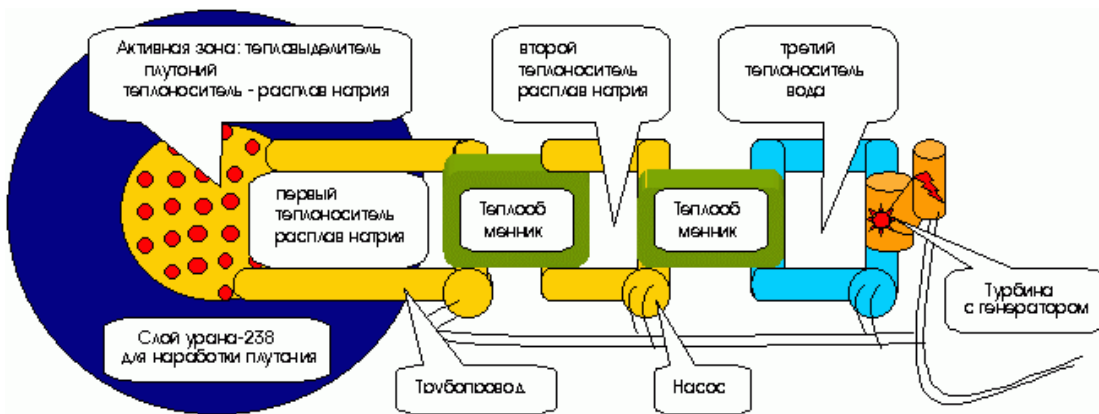 Активная зона: тепловыделитель
плутоний
теплоноситель - расплав натрия
второй
теплоноситель
расплав натрия
третий
теплоноситель
вода
первый
теплоноситель
расплав натрия
Теплооб
менник
Теплооб
менник
Турбина
с генератором
Слой урана-238
для наработки плутания
Трубопровод
Насос